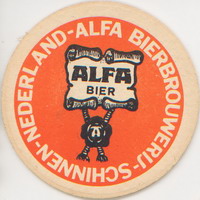 NEDERLAND-ALFA BIERBROUWERIJ-SCHINNEN-
ALFA
BIER